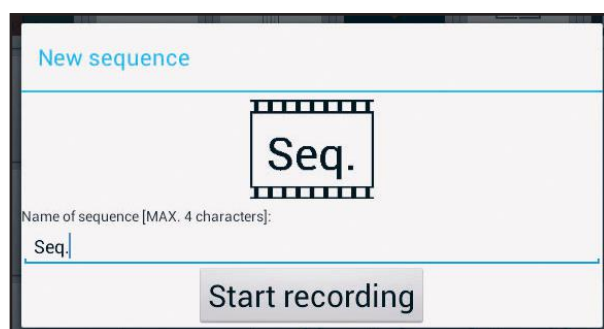 New sequence
Seq.
Name of sequence [MAX. 4 characters]:
Seq.
Start recording